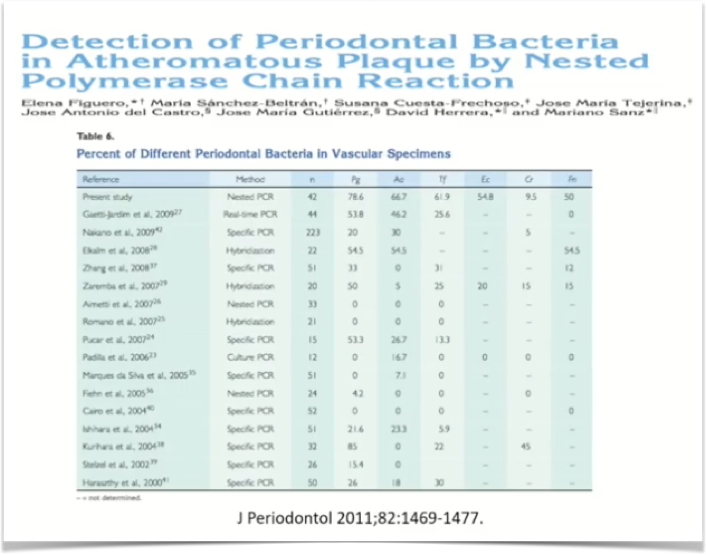 Detection of Periodontal Bacteria
in Atheromatous Plaque by Nested
Polymerase Chain Reaction
Elena Figuero,*† María Sánchez-Beltrán,† Susana Cuesta-Frechoso,‡ Jose María Tejerina,‡
Jose Antonio del Castro,§ Jose María Gutiérrez,§ David Herrera,*‖ and Mariano Sanz*‖
Table 6.
Percent of Different Periodontal Bacteria in Vascular Specimens
Reference Method n Pg Aa Tf Ec Cr Fn
Present study Nested PCR 42 78.6 66.7 61.9 54.8 9.5 50
Gaetti-Jardim et al, 2009²⁷ Real-time PCR 44 53.8 46.2 25.6 – – 0
Nakano et al, 2009⁴² Specific PCR 223 20 30 – – 5 –
Elkaïm et al, 2008²⁸ Hybridization 22 54.5 54.5 – – – 54.5
Zhang et al, 2008³⁷ Specific PCR 51 33 0 31 – – 12
Zaremba et al, 2007²⁹ Hybridization 20 50 5 25 20 15 15
Aimetti et al, 2007²⁶ Nested PCR 33 0 0 0 – – –
Romano et al, 2007²⁵ Hybridization 21 0 0 0 – – –
Pucar et al, 2007²⁴ Specific PCR 15 53.3 26.7 13.3 – – –
Padilla et al, 2006²³ Culture PCR 12 0 16.7 0 0 0 0
Marques da Silva et al, 2005³⁵ Specific PCR 51 0 7.1 0 – – –
Fiehn et al, 2005³⁶ Nested PCR 24 4.2 0 0 – 0 –
Cairo et al, 2004⁴⁰ Specific PCR 52 0 0 0 – – 0
Ishihara et al, 2004³⁴ Specific PCR 51 21.6 23.3 5.9 – – –
Kurihara et al, 2004³⁸ Specific PCR 32 85 0 22 – 45 –
Stelzel et al, 2002³⁹ Specific PCR 26 15.4 0 – – –
Haraszthy et al, 2000⁴¹ Specific PCR 50 26 18 30 – – –
– = not determined.
J Periodontol 2011;82:1469-1477.